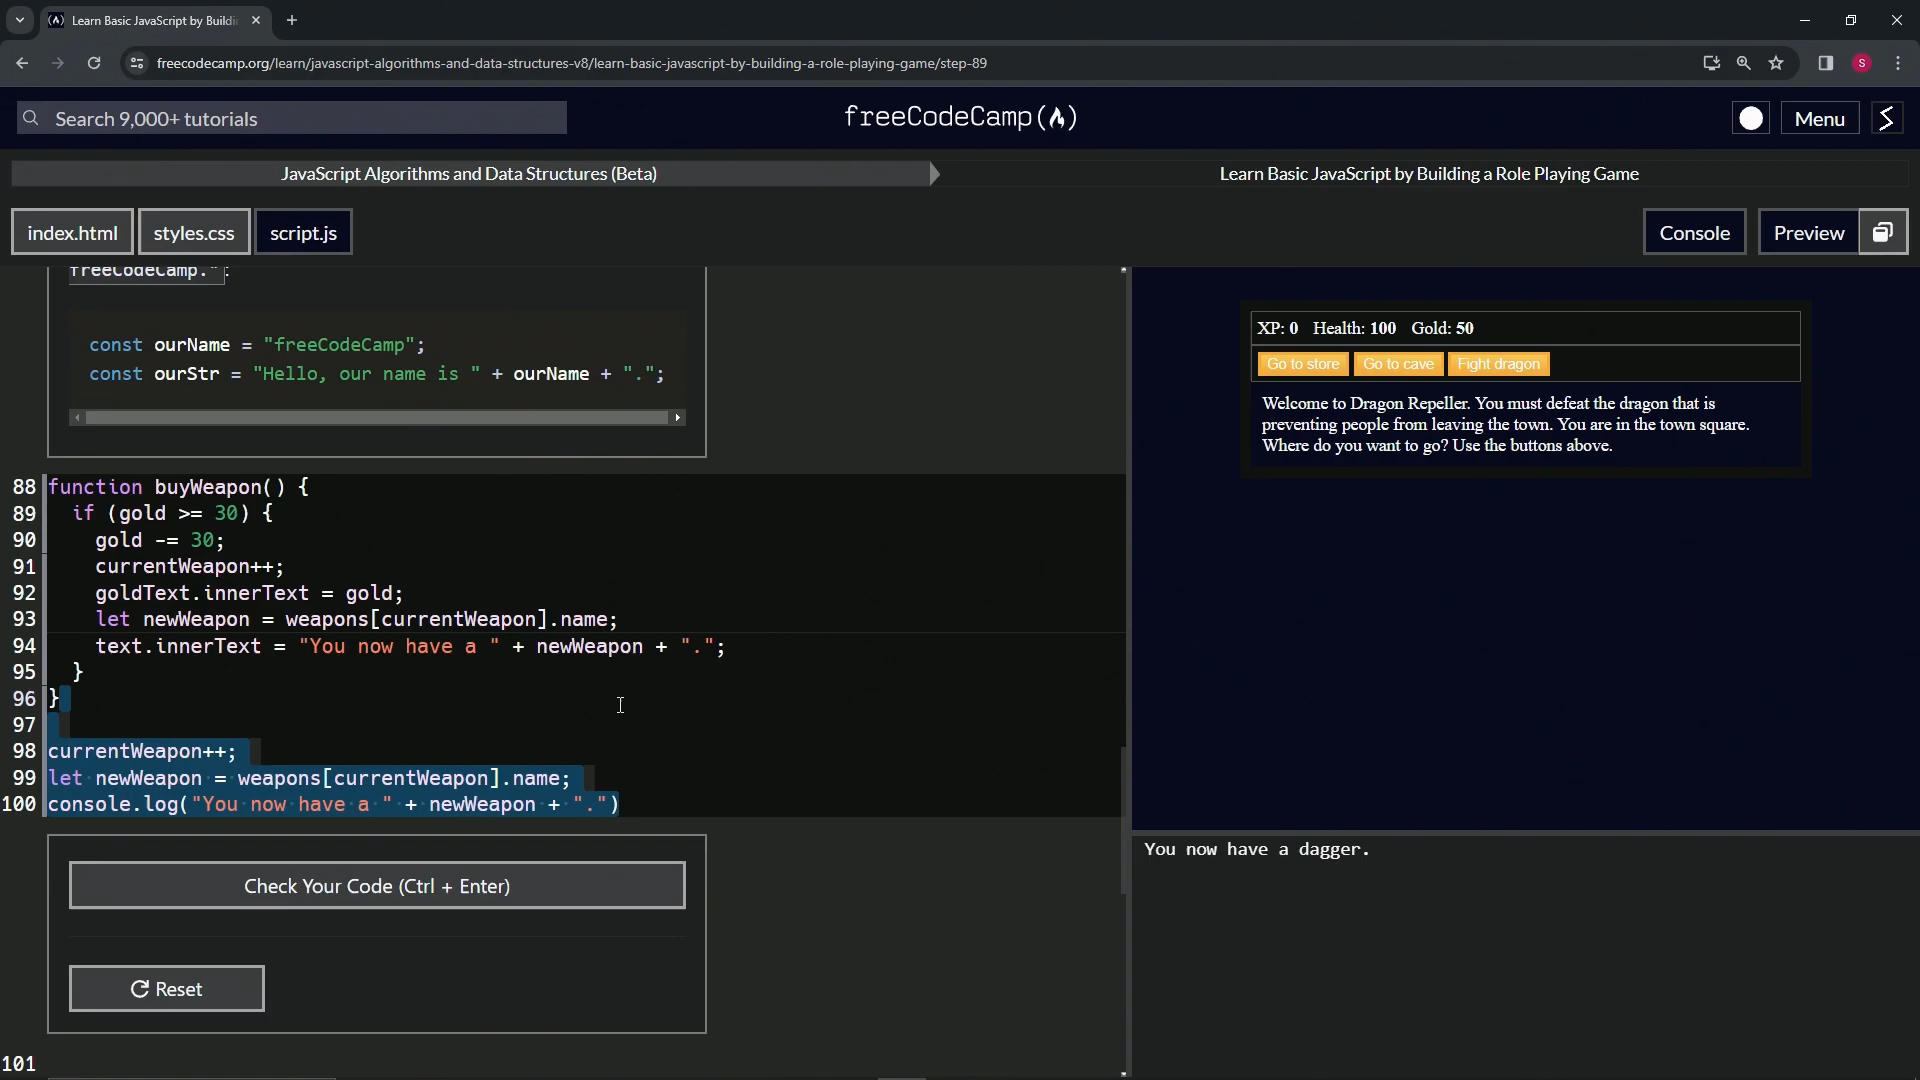 Learn Basic JavaScript by Buildi
freecodecamp.org/learn/javascript-algorithms-and-data-structures-v8/learn-basic-javascript-by-building-a-role-playing-game/step-89
S
Search 9,000+ tutorials
freeCodeCamp(
Menu
JavaScript Algorithms and Data Structures (Beta)
Learn Basic JavaScript by Building a Role Playing Game
index.html
styles.css
script.js
Console
Preview
freeCodeCamp.".
const ourName = "freeCodeCamp";
const ourStr = "Hello, our name is " + ourName + ".";
88 function buyWeapon() {
89 if (gold >= 30) {
90 gold -= 30;
91 currentWeapon++;
92 goldText.innerText = gold;
93 let newWeapon = weapons[currentWeapon].name;
94 text.innerText = "You now have a " + newWeapon + ".";
95 }
96 }
97
98 currentWeapon++;
99 let newWeapon = weapons[currentWeapon].name;
100 console.log("You now have a " + newWeapon + ".")
Check Your Code (Ctrl + Enter)
Reset
101
XP: 0 Health: 100 Gold: 50
Go to store
Go to cave
Fight dragon
Welcome to Dragon Repeller. You must defeat the dragon that is
preventing people from leaving the town. You are in the town square.
Where do you want to go? Use the buttons above.
You now have a dagger.